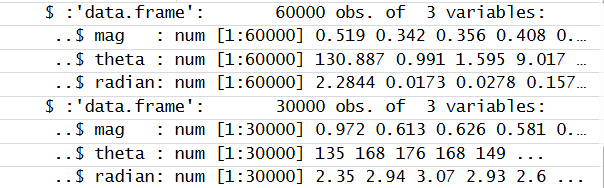 $ :'data.frame':	60000 obs. of  3 variables:
..$ mag   : num [1:60000] 0.519 0.342 0.356 0.408 0.…
..$ theta : num [1:60000] 130.887 0.991 1.595 9.017 …
..$ radian: num [1:60000] 2.2844 0.0173 0.0278 0.157…
$ :'data.frame':	30000 obs. of  3 variables:
..$ mag   : num [1:30000] 0.972 0.613 0.626 0.581 0.…
..$ theta : num [1:30000] 135 168 176 168 149 ...
..$ radian: num [1:30000] 2.35 2.94 3.07 2.93 2.6 ...